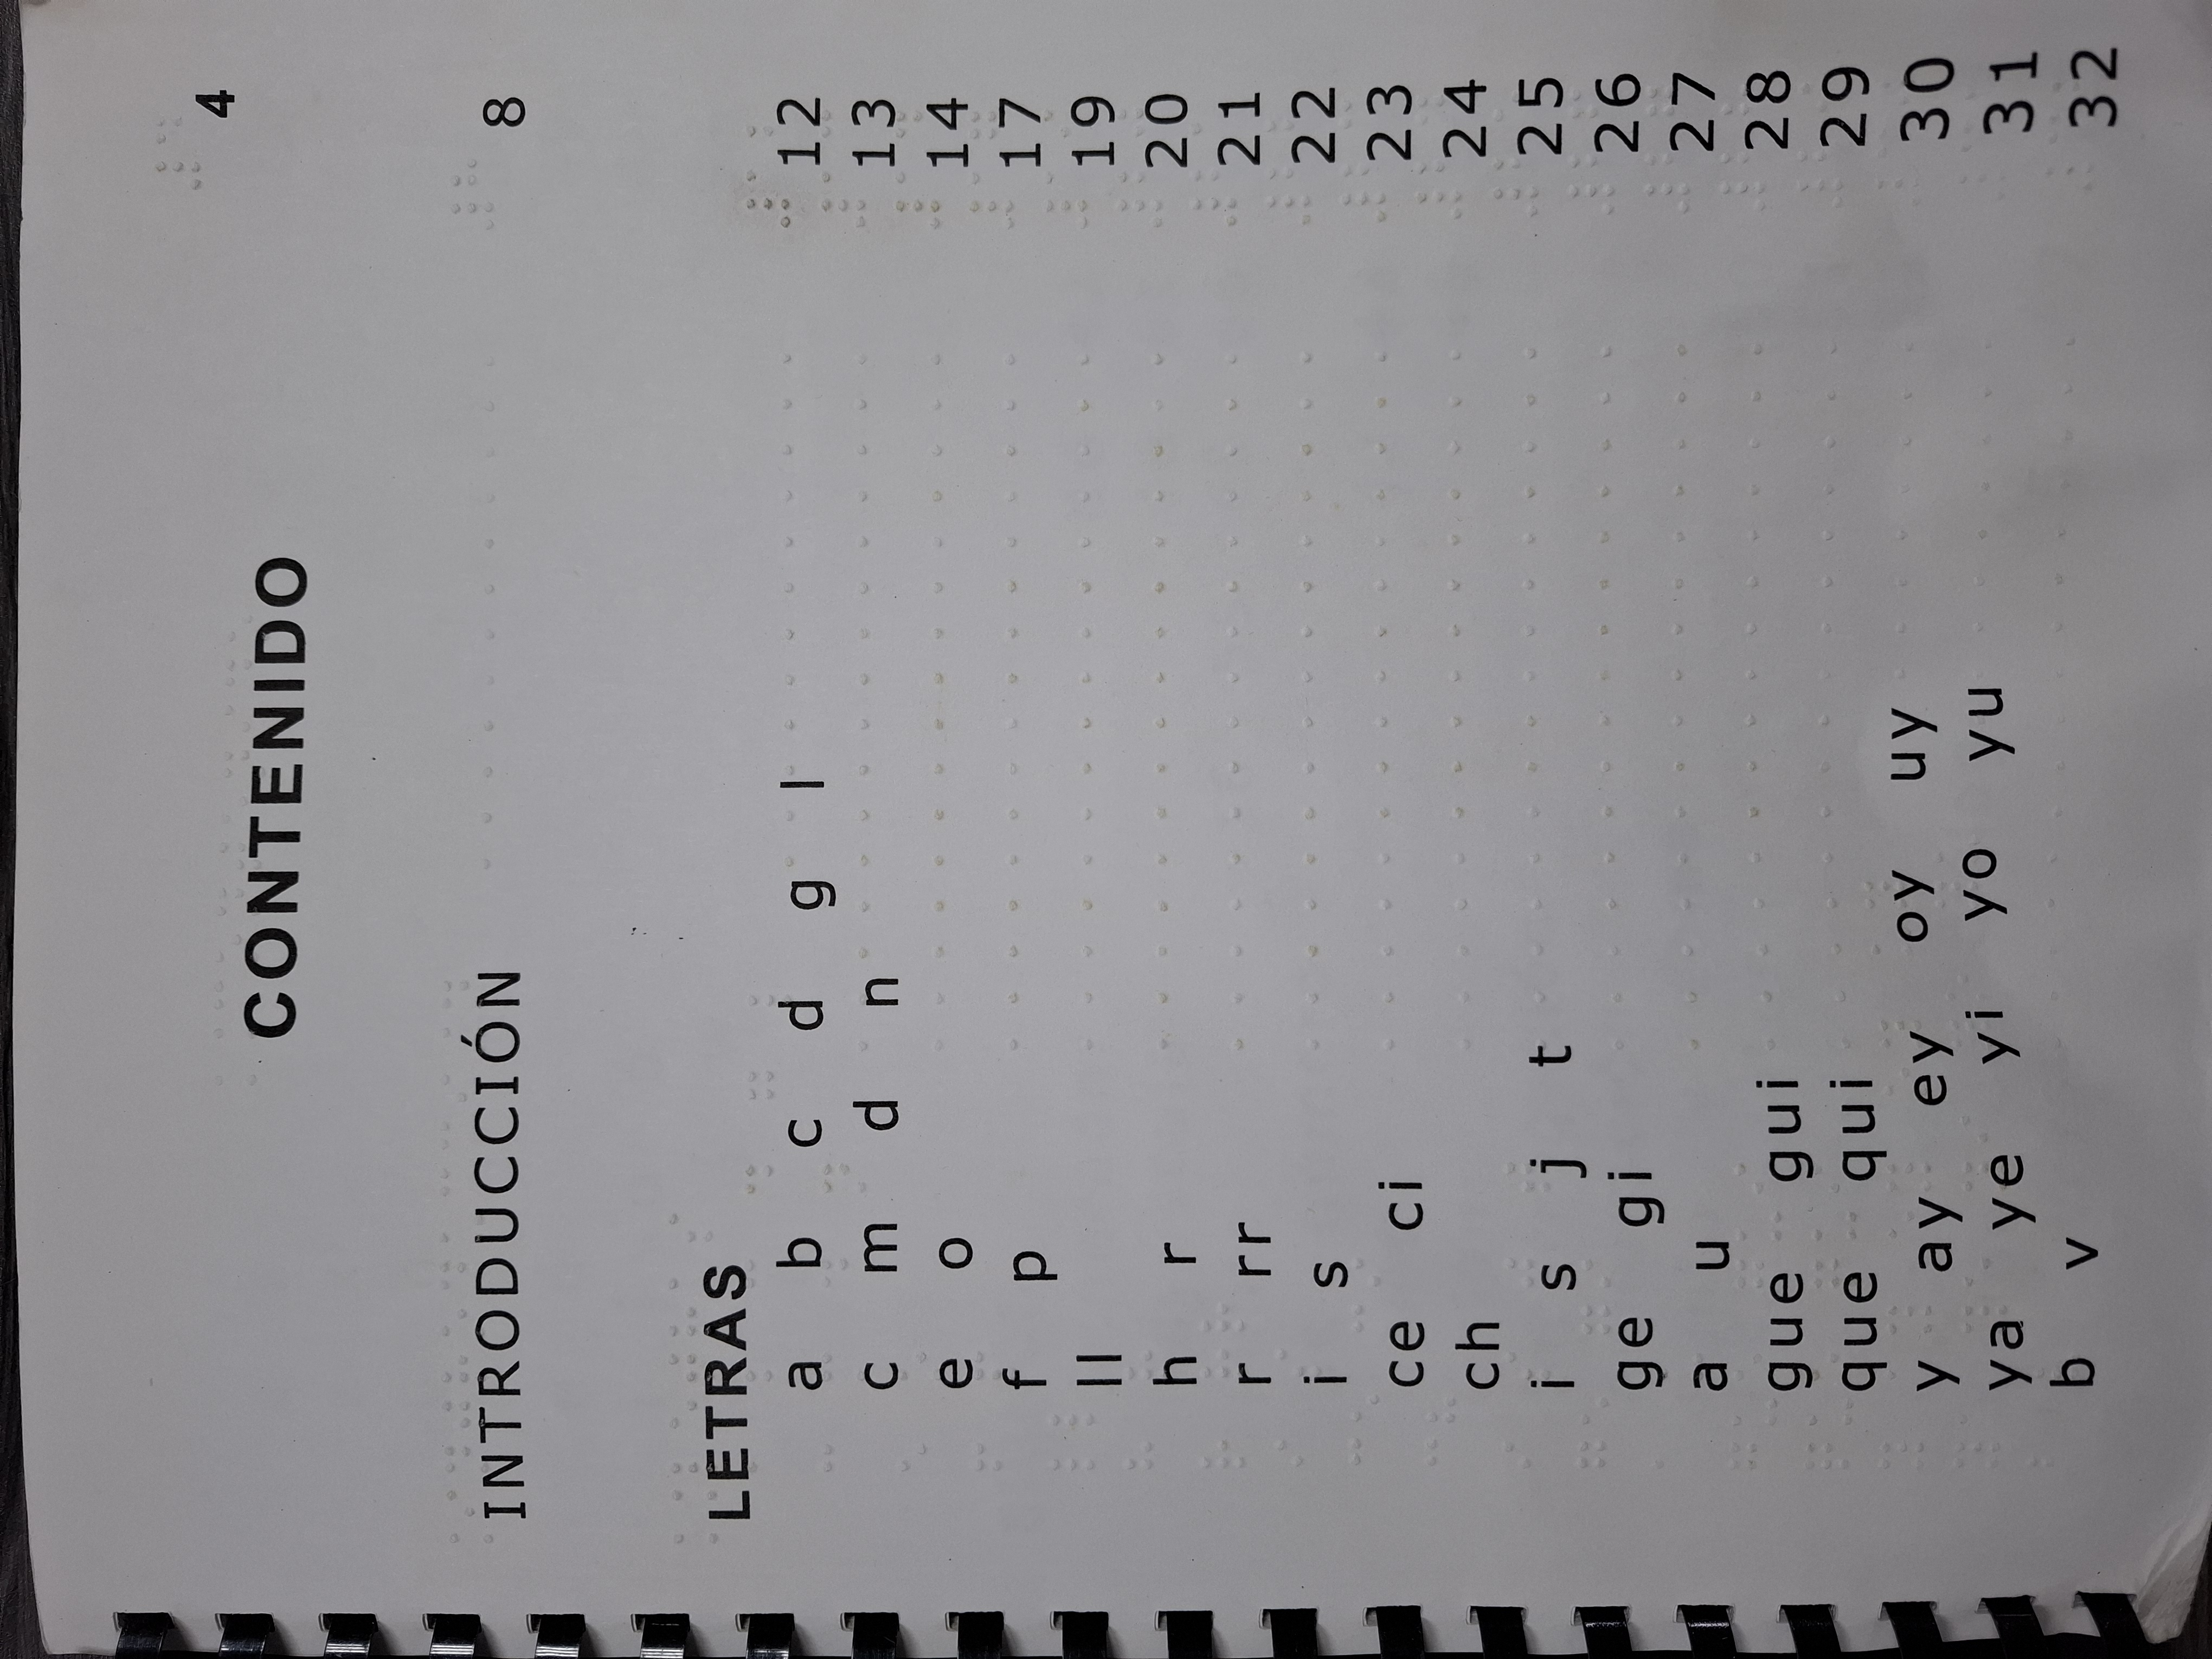 4
CONTENIDO
INTRODUCCIÓN 8
LETRAS
a b c d g l 12
c m d n 13
e o 14
f p 17
ll 19
h r 20
r rr 21
i s 22
ce ci 23
ch 24
i s j t 25
ge gi 26
a u 27
gue gui 28
que qui 29
y ay ey oy uy 30
ya ye yi yo yu 31
b v 32